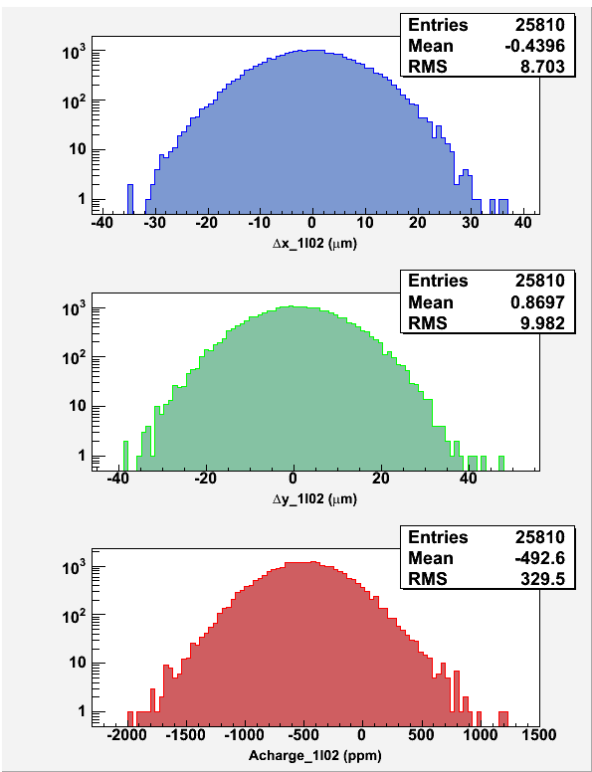 Entries 25810
Mean -0.4396
RMS 8.703
10³
10²
10
1
-40 -30 -20 -10 0 10 20 30 40
Δx_1I02 (μm)
Entries 25810
Mean 0.8697
RMS 9.982
10³
10²
10
1
-40 -20 0 20 40
Δy_1I02 (μm)
Entries 25810
Mean -492.6
RMS 329.5
10³
10²
10
1
-2000 -1500 -1000 -500 0 500 1000 1500
Acharge_1I02 (ppm)